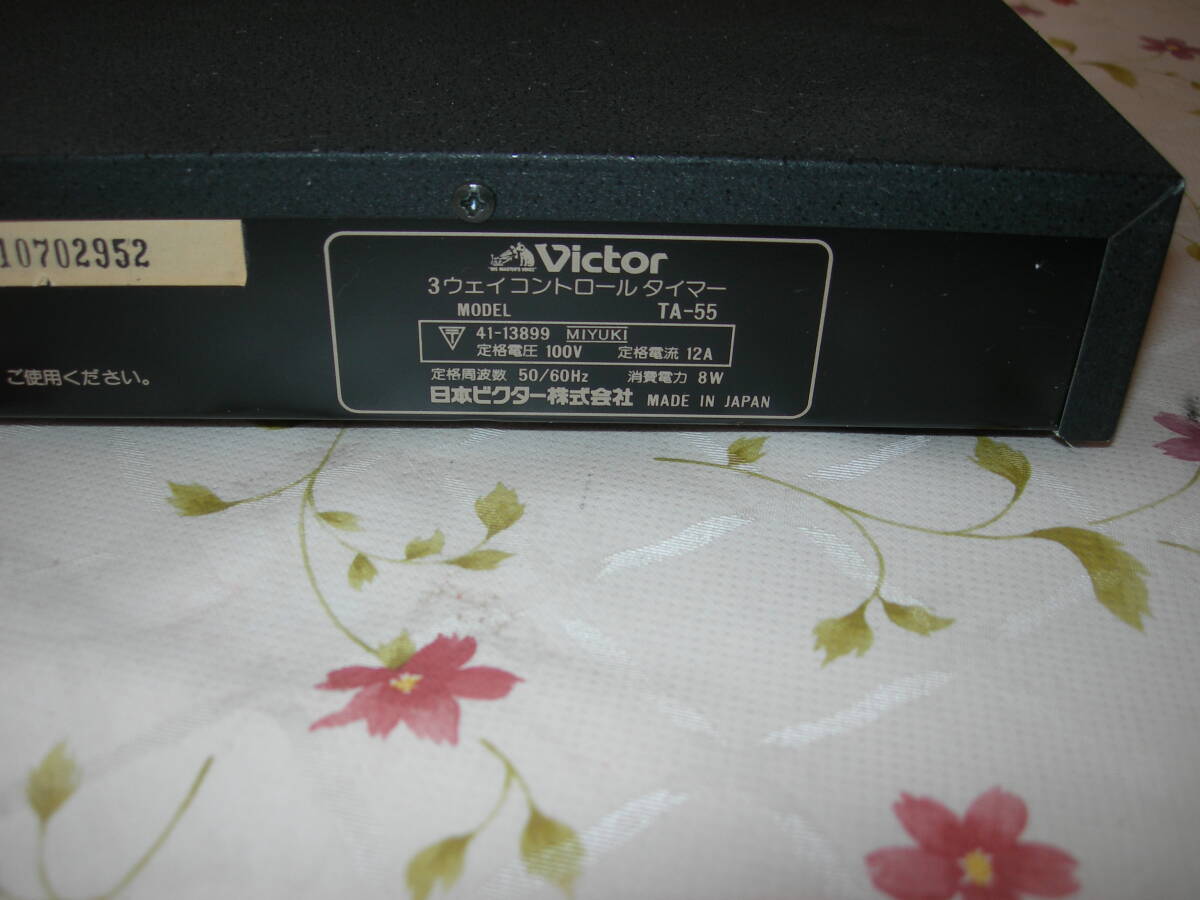 10702952
ご使用ください。
"HIS MASTER'S VOICE" Victor
3ウェイコントロールタイマー
MODEL TA-55
〒 41-13899 MIYUKI
定格電圧 100V 定格電流 12A
定格周波数 50/60Hz 消費電力 8W
日本ビクター株式会社 MADE IN JAPAN